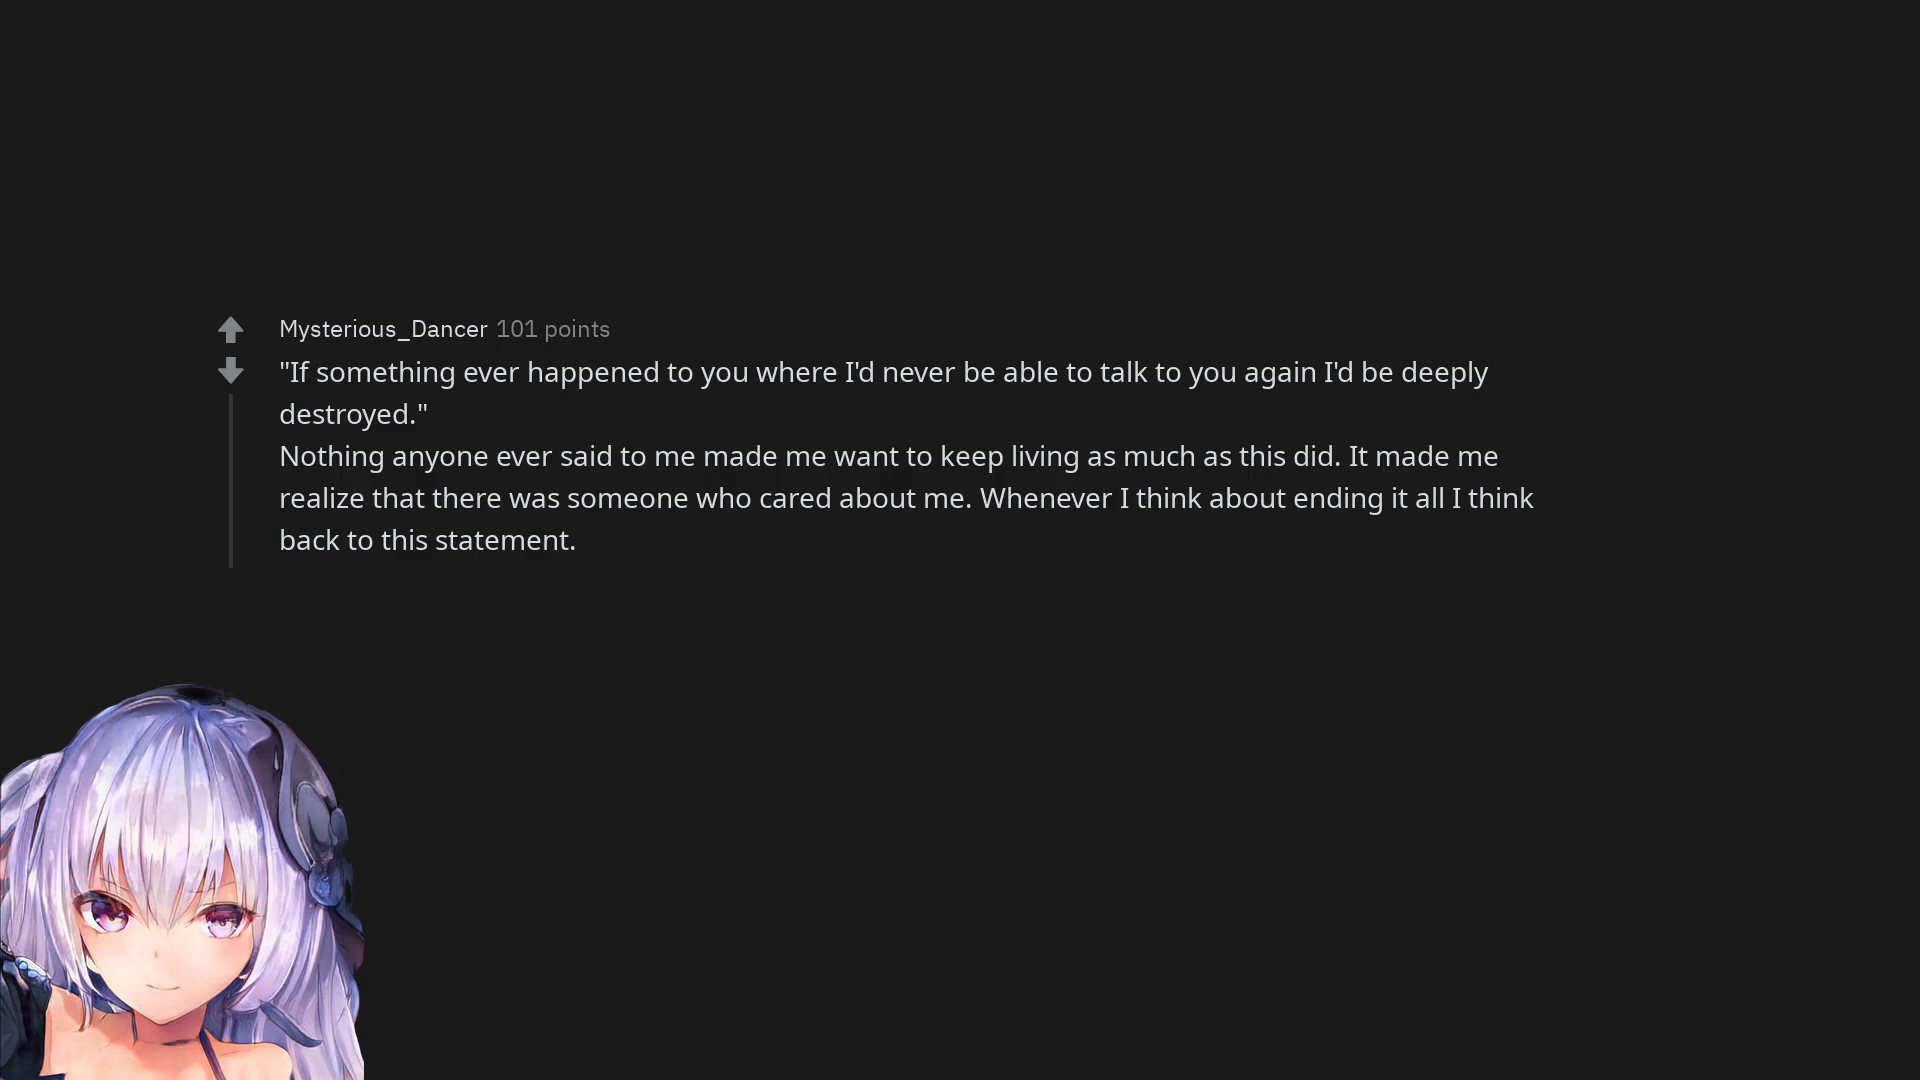 Mysterious_Dancer 101 points
"If something ever happened to you where I'd never be able to talk to you again I'd be deeply
destroyed."
Nothing anyone ever said to me made me want to keep living as much as this did. It made me
realize that there was someone who cared about me. Whenever I think about ending it all I think
back to this statement.